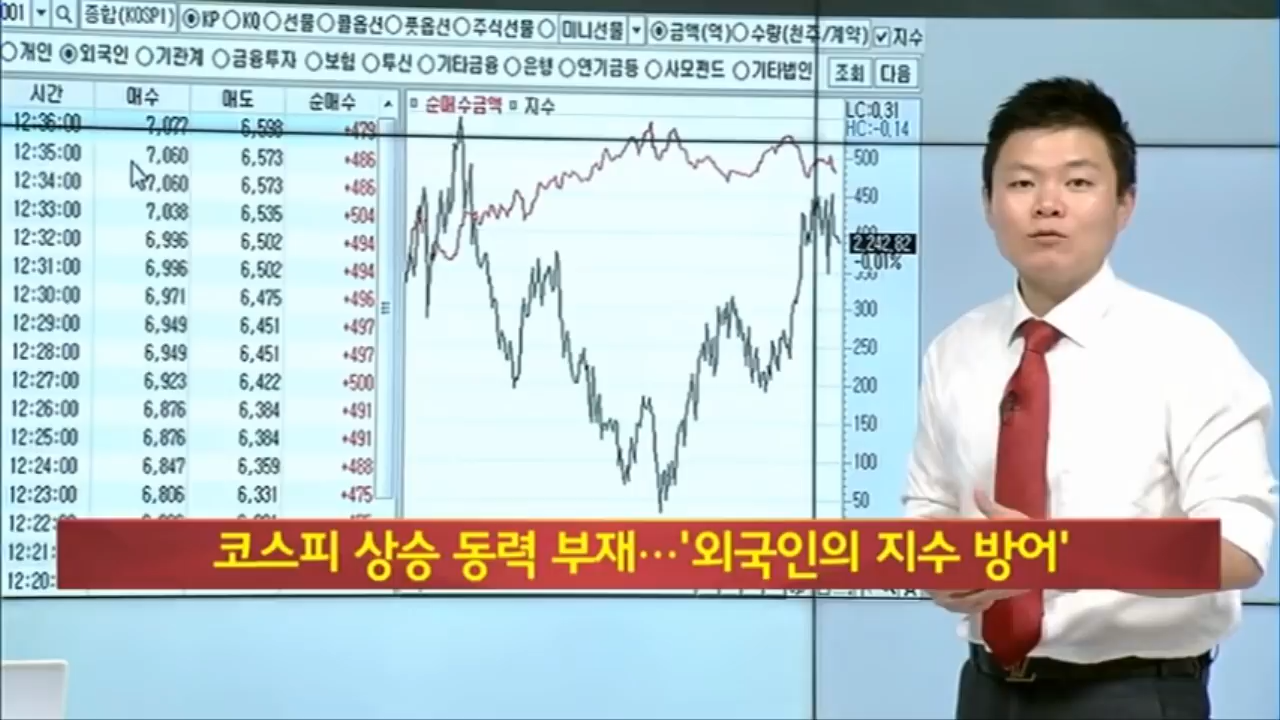 001 종합(KOSPI) KP KQ 선물 콜옵션 풋옵션 주식선물 미니선물 금액(억) 수량(천주/계약) 지수
개인 외국인 기관계 금융투자 보험 투신 기타금융 은행 연기금등 사모펀드 기타법인 조회 다음
시간 매수 매도 순매수
순매수금액 지수
LC:0.31
HC:-0.14
12:36:00 7,077 6,598 +479
12:35:00 7,060 6,573 +486
12:34:00 7,060 6,573 +486
12:33:00 7,038 6,535 +504
12:32:00 6,996 6,502 +494
12:31:00 6,996 6,502 +494
12:30:00 6,971 6,475 +496
12:29:00 6,949 6,451 +497
12:28:00 6,949 6,451 +497
12:27:00 6,923 6,422 +500
12:26:00 6,876 6,384 +491
12:25:00 6,876 6,384 +491
12:24:00 6,847 6,359 +488
12:23:00 6,806 6,331 +475
12:22:
12:21:
12:20:
500
450
400
2,242.82
-0.01%
350
300
250
200
150
100
50
코스피 상승 동력 부재…'외국인의 지수 방어'